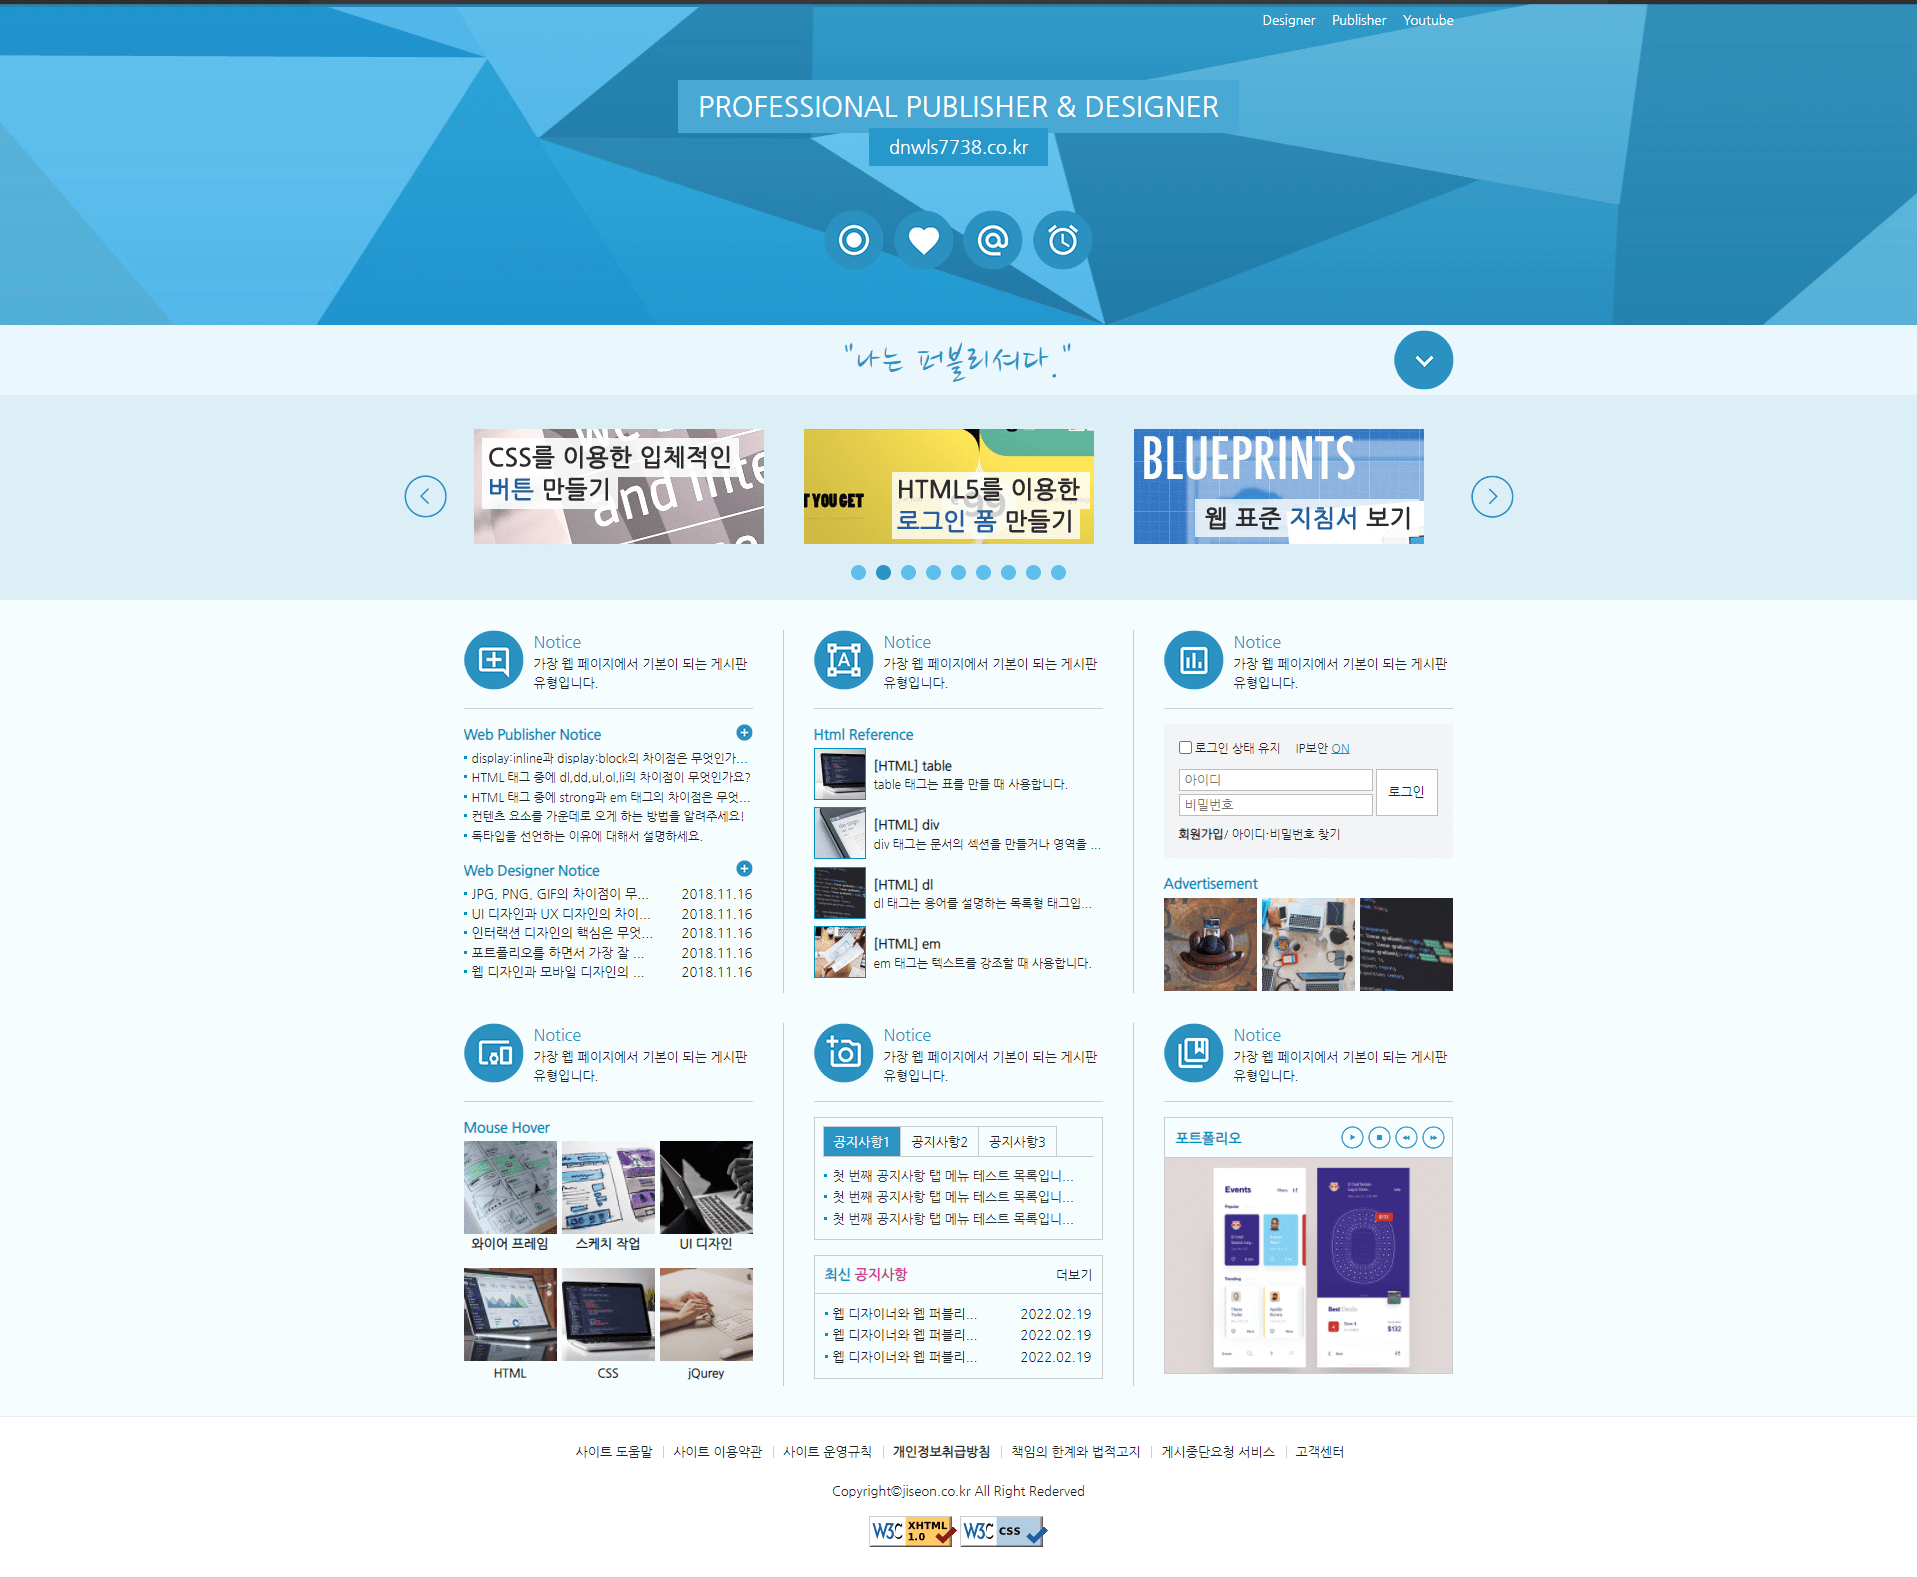 Designer Publisher Youtube
PROFESSIONAL PUBLISHER & DESIGNER
dnwls7738.co.kr
"나는 퍼블리셔다."
CSS를 이용한 입체적인
버튼 만들기
and inte
T YOU GET
HTML5를 이용한
로그인 폼 만들기
BLUEPRINTS
웹 표준 지침서 보기
Notice
가장 웹 페이지에서 기본이 되는 게시판
유형입니다.
Web Publisher Notice
display:inline과 display:block의 차이점은 무엇인가...
HTML 태그 중에 dl,dd,ul,ol,li의 차이점이 무엇인가요?
HTML 태그 중에 strong과 em 태그의 차이점은 무엇...
컨텐츠 요소를 가운데로 오게 하는 방법을 알려주세요!
독타입을 선언하는 이유에 대해서 설명하세요.
Web Designer Notice
JPG, PNG, GIF의 차이점이 무... 2018.11.16
UI 디자인과 UX 디자인의 차이... 2018.11.16
인터랙션 디자인의 핵심은 무엇... 2018.11.16
포트폴리오를 하면서 가장 잘 ... 2018.11.16
웹 디자인과 모바일 디자인의 ... 2018.11.16
Notice
가장 웹 페이지에서 기본이 되는 게시판
유형입니다.
Html Reference
[HTML] table
table 태그는 표를 만들 때 사용합니다.
[HTML] div
div 태그는 문서의 섹션을 만들거나 영역을 ...
[HTML] dl
dl 태그는 용어를 설명하는 목록형 태그입...
[HTML] em
em 태그는 텍스트를 강조할 때 사용합니다.
Notice
가장 웹 페이지에서 기본이 되는 게시판
유형입니다.
로그인 상태 유지 IP보안 ON
아이디
비밀번호
로그인
회원가입/ 아이디·비밀번호 찾기
Advertisement
Notice
가장 웹 페이지에서 기본이 되는 게시판
유형입니다.
Mouse Hover
와이어 프레임 스케치 작업 UI 디자인
HTML CSS jQurey
Notice
가장 웹 페이지에서 기본이 되는 게시판
유형입니다.
공지사항1 공지사항2 공지사항3
첫 번째 공지사항 탭 메뉴 테스트 목록입니...
첫 번째 공지사항 탭 메뉴 테스트 목록입니...
첫 번째 공지사항 탭 메뉴 테스트 목록입니...
최신 공지사항 더보기
웹 디자이너와 웹 퍼블리... 2022.02.19
웹 디자이너와 웹 퍼블리... 2022.02.19
웹 디자이너와 웹 퍼블리... 2022.02.19
Notice
가장 웹 페이지에서 기본이 되는 게시판
유형입니다.
포트폴리오
Events
Popular
Trending
Best Deals
$132
사이트 도움말 사이트 이용약관 사이트 운영규칙 개인정보취급방침 책임의 한계와 법적고지 게시중단요청 서비스 고객센터
Copyright©jiseon.co.kr All Right Rederved
W3C XHTML 1.0 W3C CSS